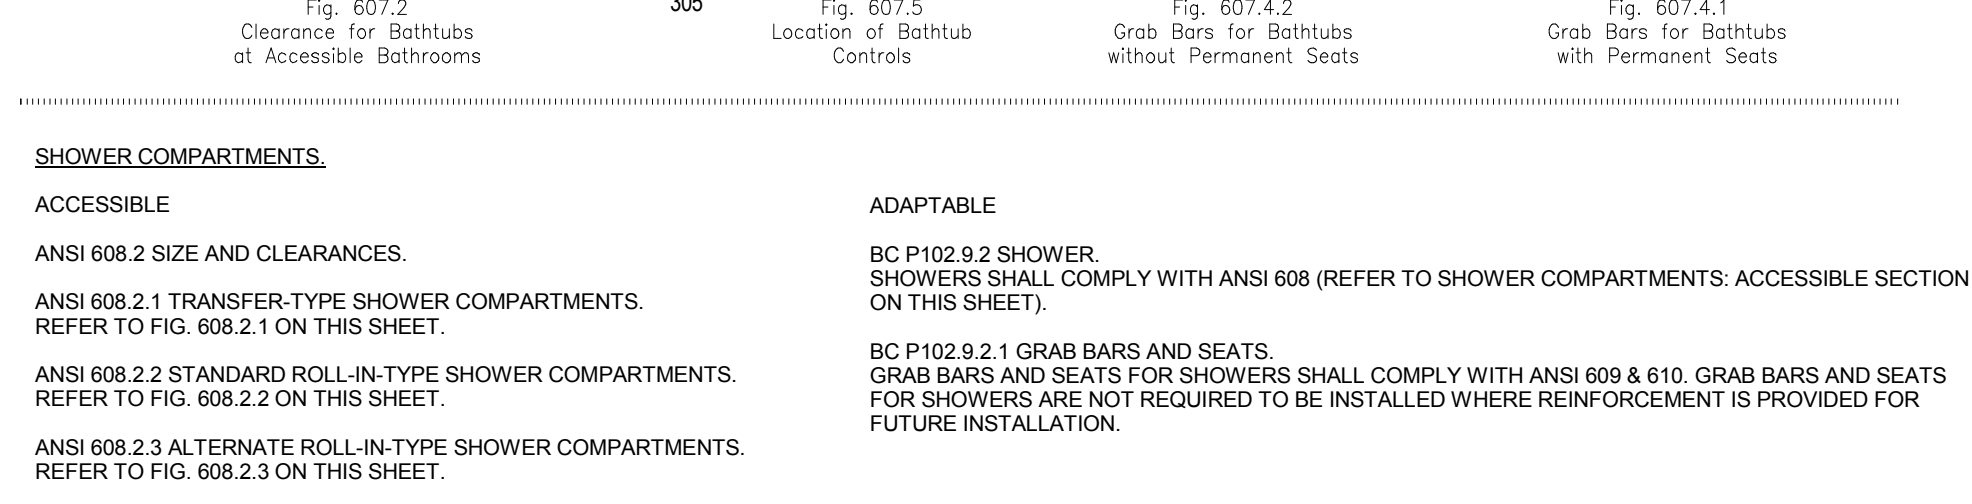 Fig. 607.2
Clearance for Bathtubs
at Accessible Bathrooms
305
Fig. 607.5
Location of Bathtub
Controls
Fig. 607.4.2
Grab Bars for Bathtubs
without Permanent Seats
Fig. 607.4.1
Grab Bars for Bathtubs
with Permanent Seats
SHOWER COMPARTMENTS.
ACCESSIBLE
ANSI 608.2 SIZE AND CLEARANCES.
ANSI 608.2.1 TRANSFER-TYPE SHOWER COMPARTMENTS.
REFER TO FIG. 608.2.1 ON THIS SHEET.
ANSI 608.2.2 STANDARD ROLL-IN-TYPE SHOWER COMPARTMENTS.
REFER TO FIG. 608.2.2 ON THIS SHEET.
ANSI 608.2.3 ALTERNATE ROLL-IN-TYPE SHOWER COMPARTMENTS.
REFER TO FIG. 608.2.3 ON THIS SHEET.
ADAPTABLE
BC P102.9.2 SHOWER.
SHOWERS SHALL COMPLY WITH ANSI 608 (REFER TO SHOWER COMPARTMENTS: ACCESSIBLE SECTION
ON THIS SHEET).
BC P102.9.2.1 GRAB BARS AND SEATS.
GRAB BARS AND SEATS FOR SHOWERS SHALL COMPLY WITH ANSI 609 & 610. GRAB BARS AND SEATS
FOR SHOWERS ARE NOT REQUIRED TO BE INSTALLED WHERE REINFORCEMENT IS PROVIDED FOR
FUTURE INSTALLATION.